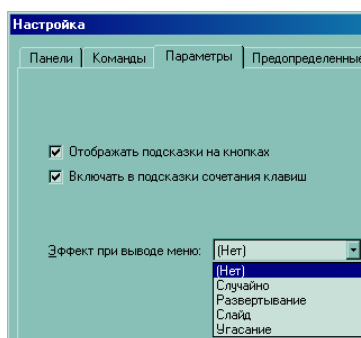 Настройка
Панели Команды Параметры Предопределенные
Отображать подсказки на кнопках
Включать в подсказки сочетания клавиш
Эффект при выводе меню: (Нет)
(Нет)
Случайно
Развертывание
Слайд
Угасание